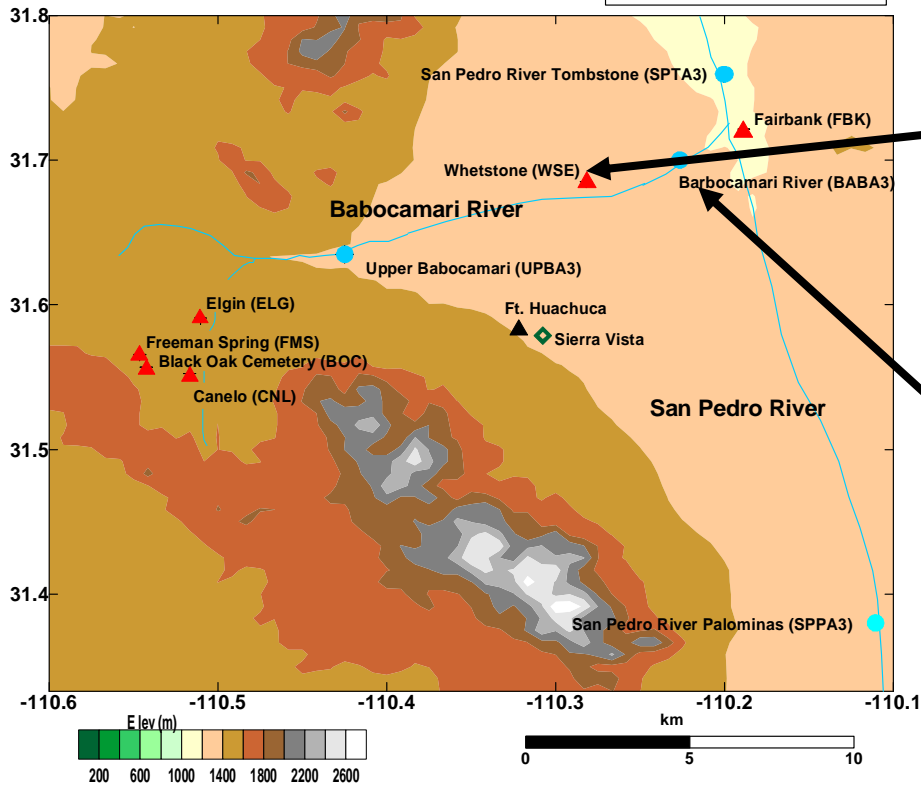 31.8
San Pedro River Tombstone (SPTA3)
Fairbank (FBK)
31.7
Whetstone (WSE)
Barbocamari River (BABA3)
Babocamari River
Upper Babocamari (UPBA3)
31.6
Elgin (ELG)
Ft. Huachuca
Sierra Vista
Freeman Spring (FMS)
Black Oak Cemetery (BOC)
Canelo (CNL)
San Pedro River
31.5
31.4
San Pedro River Palominas (SPPA3)
-110.6 -110.5 -110.4 -110.3 -110.2 -110.1
E lev (m)
km
200 600 1000 1400 1800 2200 2600
0 5 10